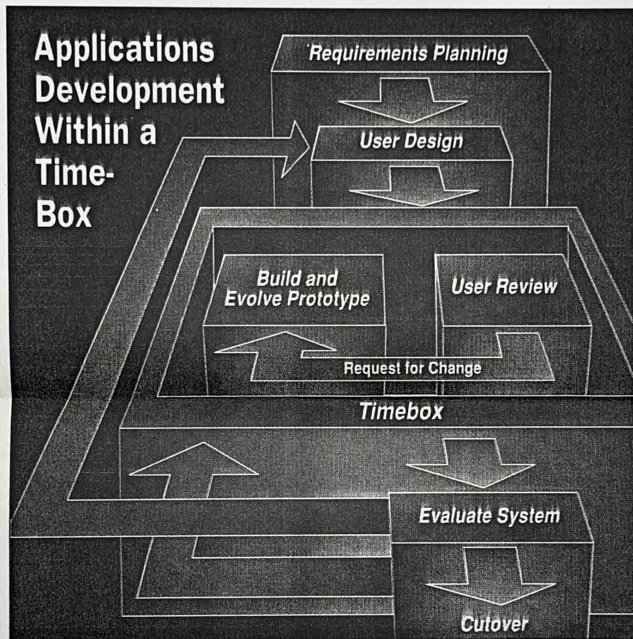 Applications
Development
Within a
Time-
Box
Requirements Planning
User Design
Build and
Evolve Prototype
User Review
Request for Change
Timebox
Evaluate System
Cutover